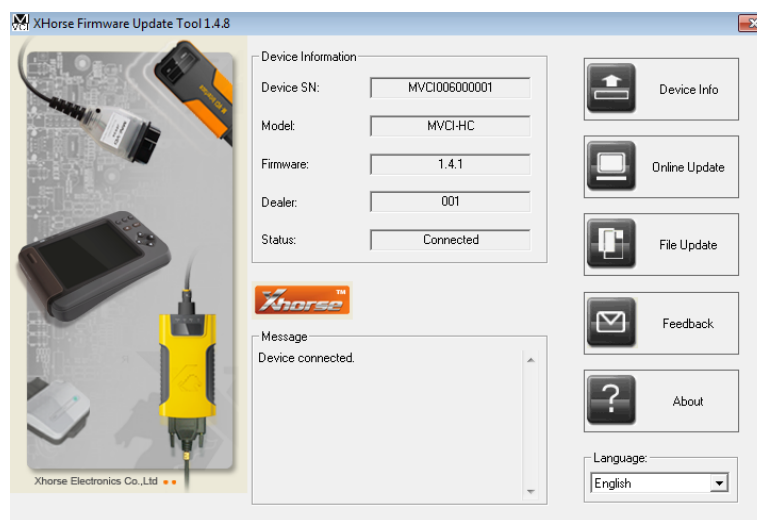 XHorse Firmware Update Tool 1.4.8
Device Information
Device SN: MVCI006000001
Model: MVCI-HC
Firmware: 1.4.1
Dealer: 001
Status: Connected
Xhorse™
Message
Device connected.
Device Info
Online Update
File Update
Feedback
About
Language:
English
Xhorse Electronics Co.,Ltd